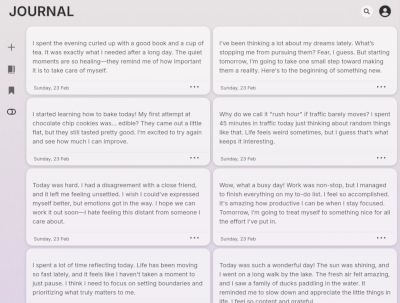 JOURNAL
I spent the evening curled up with a good book and a cup of
tea. It was exactly what I needed after a long day. The quiet
moments are so healing—they remind me of how important
it is to take care of myself.
Sunday, 23 Feb
I've been thinking a lot about my dreams lately. What's
stopping me from pursuing them? Fear, I guess. But starting
tomorrow, I'm going to take one small step toward making
them a reality. Here's to the beginning of something new.
Sunday, 23 Feb
I started learning how to bake today! My first attempt at
chocolate chip cookies was... edible? They came out a little
flat, but they still tasted pretty good. I'm excited to try again
and see how much I can improve.
Sunday, 23 Feb
Why do we call it "rush hour" if traffic barely moves? I spent
45 minutes in traffic today just thinking about random things
like that. Life feels weird sometimes, but I guess that's what
keeps it interesting.
Sunday, 23 Feb
Today was hard. I had a disagreement with a close friend,
and it left me feeling unsettled. I wish I could've expressed
myself better, but emotions got in the way. I hope we can
work it out soon—I hate feeling this distant from someone I
care about.
Sunday, 23 Feb
Wow, what a busy day! Work was non-stop, but I managed
to finish everything on my to-do list. I feel so accomplished.
It's amazing how productive I can be when I stay focused.
Tomorrow, I'm going to treat myself to something nice for all
the effort I've put in.
Sunday, 23 Feb
I spent a lot of time reflecting today. Life has been moving
so fast lately, and it feels like I haven't taken a moment to
just pause. I think I need to focus on setting boundaries and
prioritizing what truly matters to me.
Today was such a wonderful day! The sun was shining, and
I went on a long walk by the lake. The fresh air felt amazing,
and I saw a family of ducks paddling in the water. It
reminded me to slow down and appreciate the little things in
life. I feel so content and grateful.